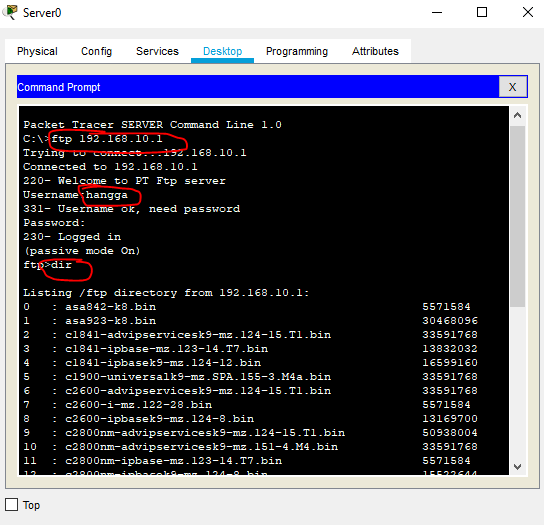 Server0
Physical Config Services Desktop Programming Attributes
Command Prompt X
Packet Tracer SERVER Command Line 1.0
C:\>ftp 192.168.10.1
Trying to connect...192.168.10.1
Connected to 192.168.10.1
220- Welcome to PT Ftp server
Username:hangga
331- Username ok, need password
Password:
230- Logged in
(passive mode On)
ftp>dir
Listing /ftp directory from 192.168.10.1:
0 : asa842-k8.bin 5571584
1 : asa923-k8.bin 30468096
2 : c1841-advipservicesk9-mz.124-15.T1.bin 33591768
3 : c1841-ipbase-mz.123-14.T7.bin 13832032
4 : c1841-ipbasek9-mz.124-12.bin 16599160
5 : c1900-universalk9-mz.SPA.155-3.M4a.bin 33591768
6 : c2600-advipservicesk9-mz.124-15.T1.bin 33591768
7 : c2600-i-mz.122-28.bin 5571584
8 : c2600-ipbasek9-mz.124-8.bin 13169700
9 : c2800nm-advipservicesk9-mz.124-15.T1.bin 50938004
10 : c2800nm-advipservicesk9-mz.151-4.M4.bin 33591768
11 : c2800nm-ipbase-mz.123-14.T7.bin 5571584
12 : c2800nm-ipbasek9-mz.124-8.bin 15522644
Top